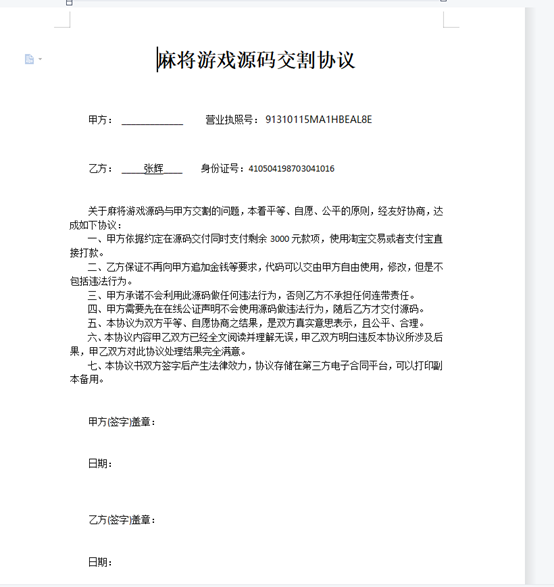 麻将游戏源码交割协议
甲方： ____________ 营业执照号： 91310115MA1HBEAL8E
乙方： 张辉 身份证号：410504198703041016
关于麻将游戏源码与甲方交割的问题，本着平等、自愿、公平的原则，经友好协商，达
成如下协议：
一、甲方依据约定在源码交付同时支付剩余 3000 元款项，使用淘宝交易或者支付宝直
接打款。
二、乙方保证不再向甲方追加金钱等要求，代码可以交由甲方自由使用，修改，但是不
包括违法行为。
三、甲方承诺不会利用此源码做任何违法行为，否则乙方不承担任何连带责任。
四、甲方需要先在在线公证声明不会使用源码做违法行为，随后乙方才交付源码。
五、本协议为双方平等、自愿协商之结果，是双方真实意思表示，且公平、合理。
六、本协议内容甲乙双方已经全文阅读并理解无误，甲乙双方明白违反本协议所涉及后
果，甲乙双方对此协议处理结果完全满意。
七、本协议书双方签字后产生法律效力，协议存储在第三方电子合同平台，可以打印副
本备用。
甲方(签字)盖章：
日期：
乙方(签字)盖章：
日期：